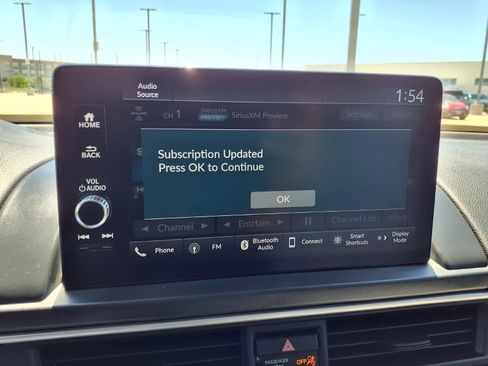 Audio
Source
1:54
HOME
CH 1
SiriusXM
PREVIEW
SiriusXM Preview
Settings
Sound
BACK
Subscription Updated
Press OK to Continue
VOL
AUDIO
OK
Channel
Entrtain
Channel List
More
Phone
FM
Bluetooth
Audio
Connect
Smart
Shortcuts
Display
Mode
PASSENGER
OFF